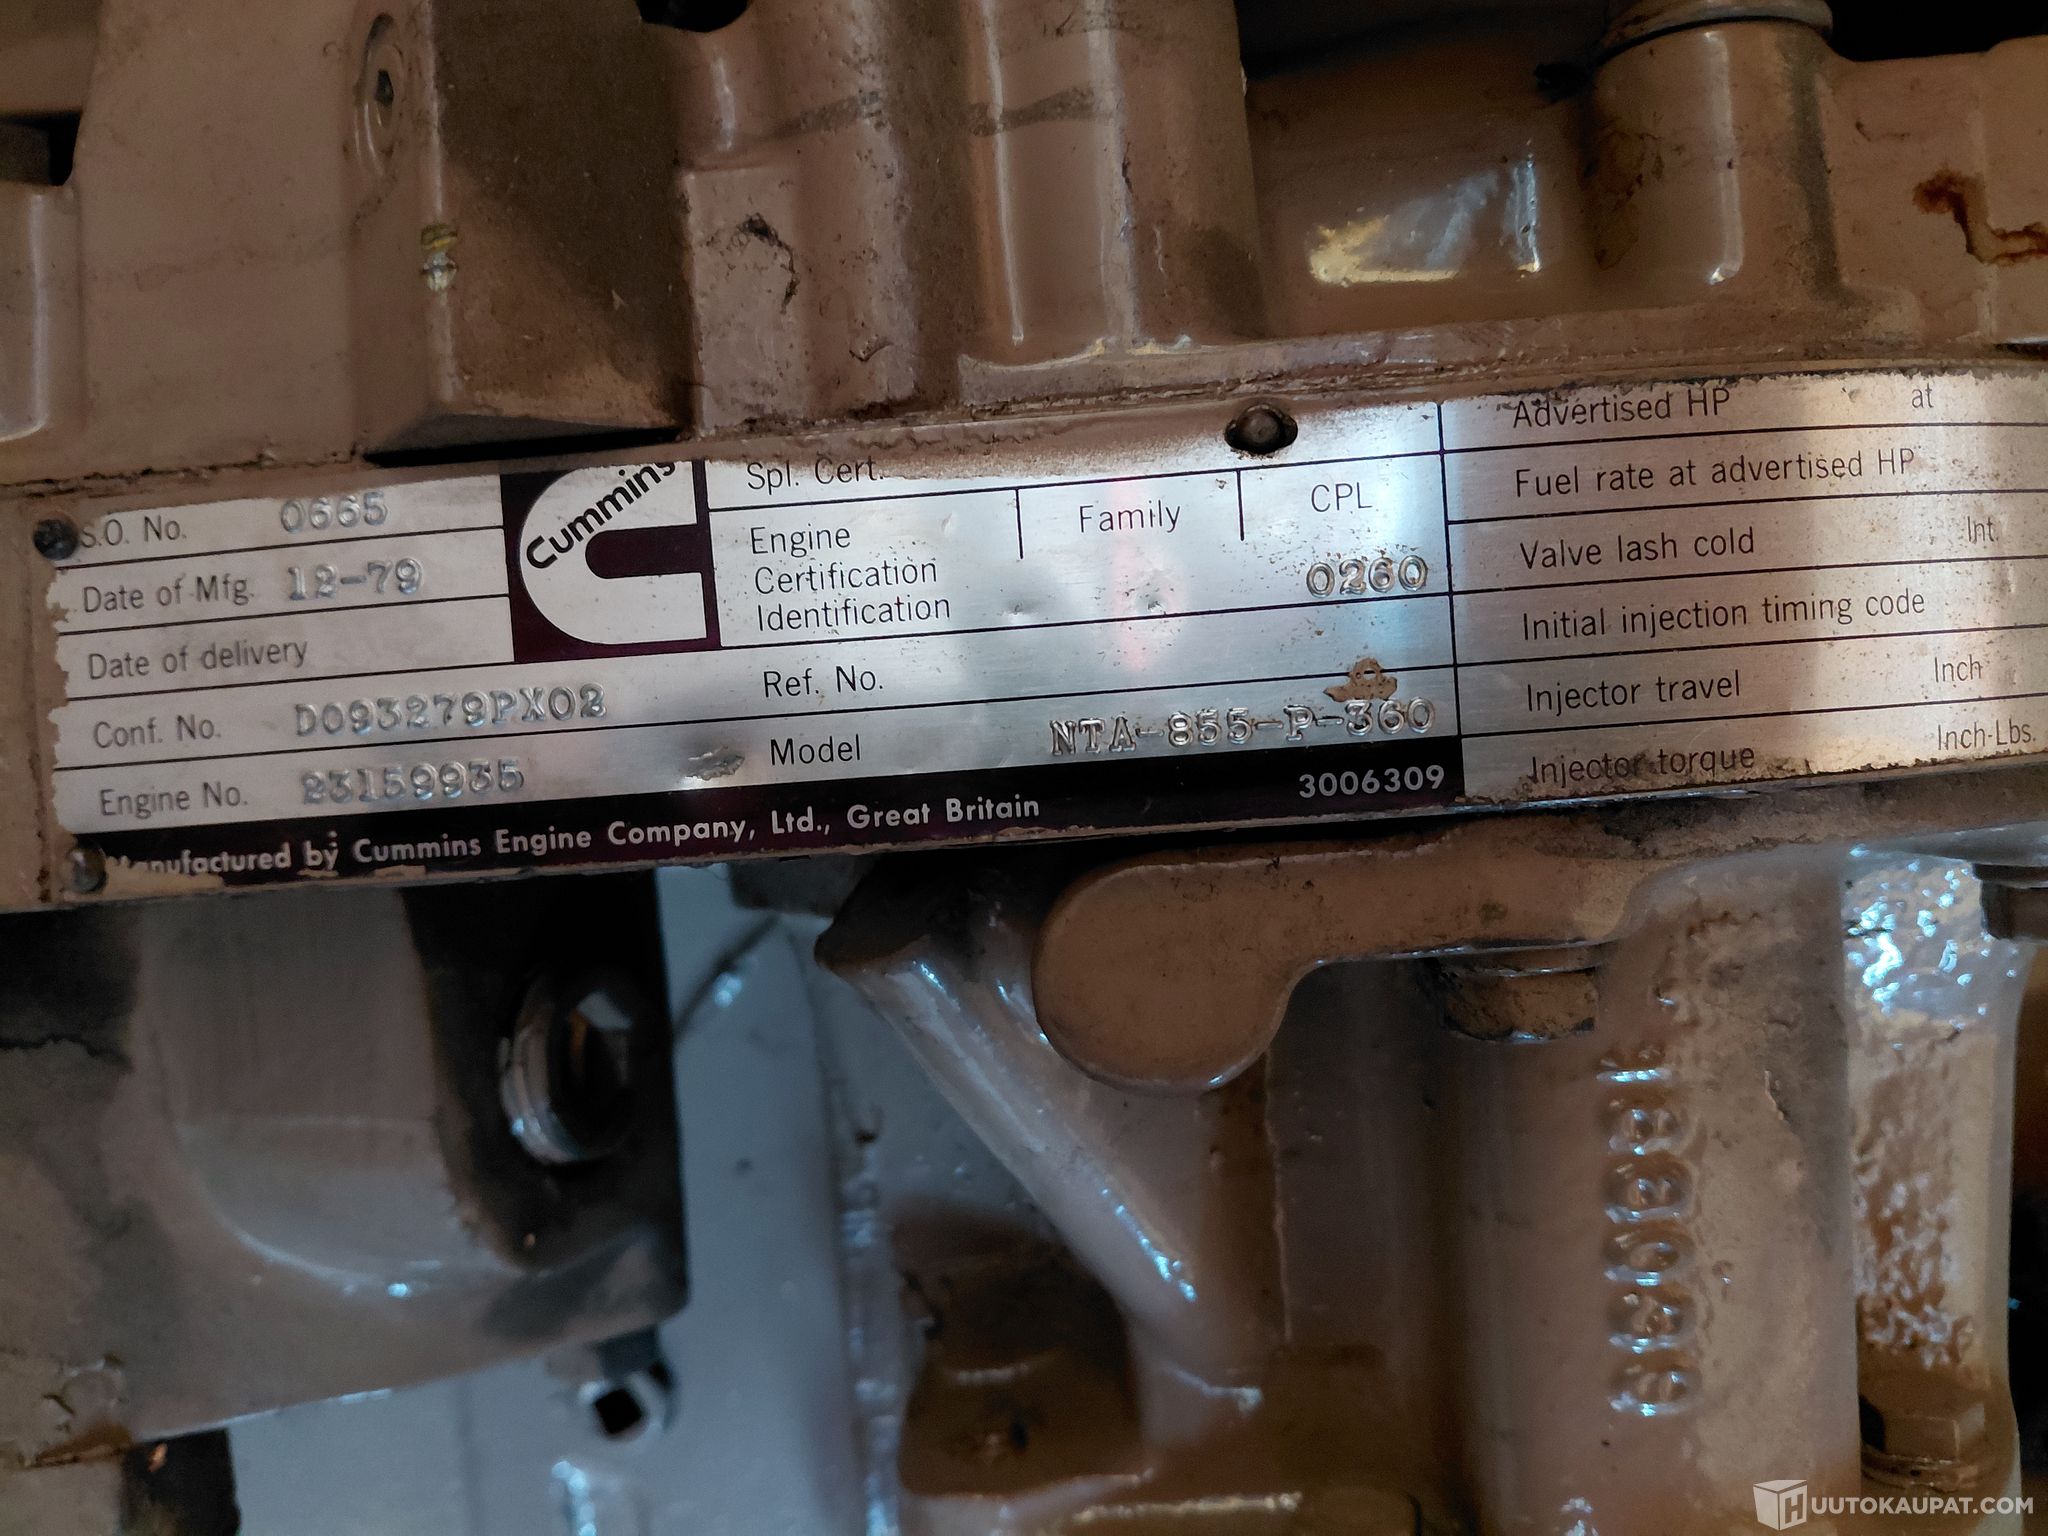 S.O. No. 0665
Date of Mfg. 12-79
Date of delivery
Conf. No. D093279PX02
Engine No. 23159935
Cummins
Spl. Cert.
Engine
Certification
Identification
Family
CPL
0260
Ref. No.
Model NTA-855-P-360
Manufactured by Cummins Engine Company, Ltd., Great Britain 3006309
Advertised HP at
Fuel rate at advertised HP
Valve lash cold Int.
Initial injection timing code
Injector travel Inch
Injector torque Inch-Lbs.
HUUTOKAUPAT.COM